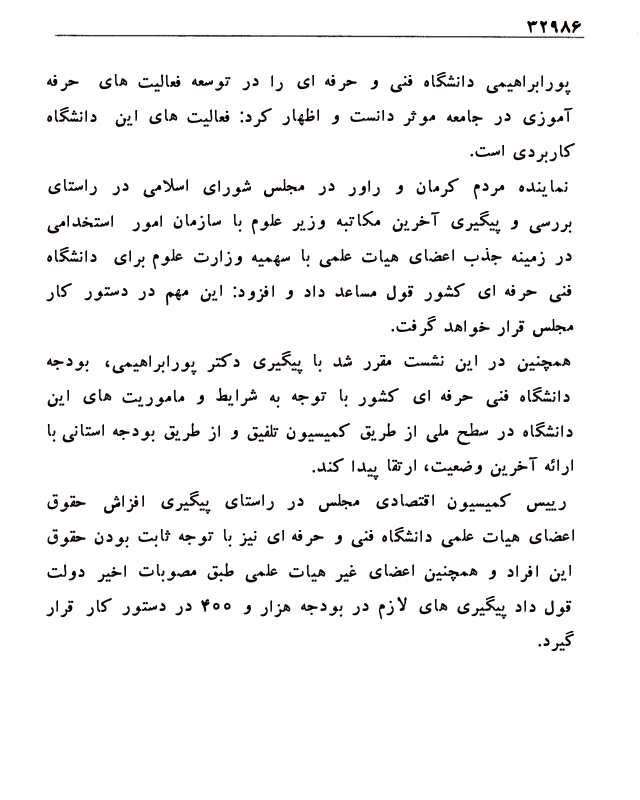 ۳۲۹۸۶
پورابراهیمی دانشگاه فنی و حرفه ای را در توسعه فعالیت های حرفه
آموزی در جامعه موثر دانست و اظهار کرد: فعالیت های این دانشگاه
کاربردی است.
نماینده مردم کرمان و راور در مجلس شورای اسلامی در راستای
بررسی و پیگیری آخرین مکاتبه وزیر علوم با سازمان امور استخدامی
در زمینه جذب اعضای هیات علمی با سهمیه وزارت علوم برای دانشگاه
فنی حرفه ای کشور قول مساعد داد و افزود: این مهم در دستور کار
مجلس قرار خواهد گرفت.
همچنین در این نشست مقرر شد با پیگیری دکتر پورابراهیمی، بودجه
دانشگاه فنی حرفه ای کشور با توجه به شرایط و ماموریت های این
دانشگاه در سطح ملی از طریق کمیسیون تلفیق و از طریق بودجه استانی با
ارائه آخرین وضعیت، ارتقا پیدا کند.
رییس کمیسیون اقتصادی مجلس در راستای پیگیری افزاش حقوق
اعضای هیات علمی دانشگاه فنی و حرفه ای نیز با توجه ثابت بودن حقوق
این افراد و همچنین اعضای غیر هیات علمی طبق مصوبات اخیر دولت
قول داد پیگیری های لازم در بودجه هزار و ۴۰۰ در دستور کار قرار
گیرد.